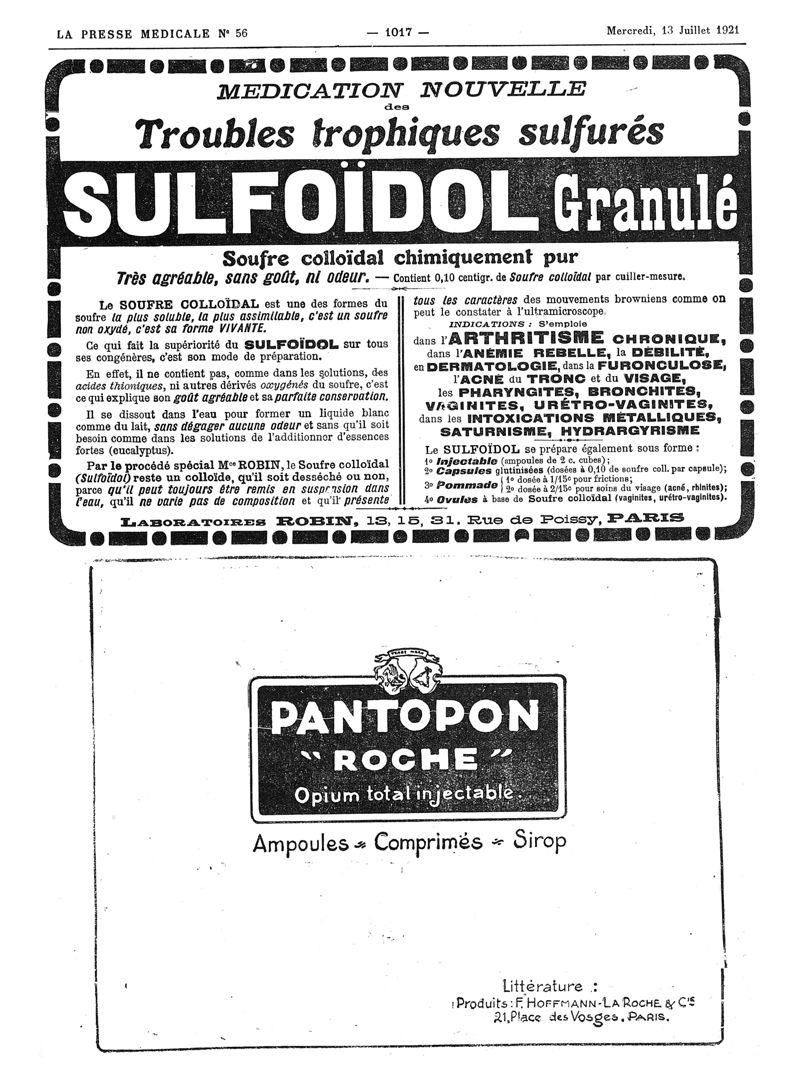 LA PRESSE MEDICALE N° 56
— 1017 —
Mercredi, 13 Juillet 1921
MEDICATION NOUVELLE
des
Troubles trophiques sulfurés
SULFOÏDOL Granulé
Soufre colloïdal chimiquement pur
Très agréable, sans goût, ni odeur. — Contient 0,10 centigr. de Soufre colloïdal par cuiller-mesure.
Le SOUFRE COLLOÏDAL est une des formes du
soufre la plus soluble, la plus assimilable, c'est un soufre
non oxydé, c'est sa forme VIVANTE.
Ce qui fait la supériorité du SULFOÏDOL sur tous
ses congénères, c'est son mode de préparation.
En effet, il ne contient pas, comme dans les solutions, des
acides thioniques, ni autres dérivés oxygénés du soufre, c'est
ce qui explique son goût agréable et sa parfaite conservation.
Il se dissout dans l'eau pour former un liquide blanc
comme du lait, sans dégager aucune odeur et sans qu'il soit
besoin comme dans les solutions de l'additionner d'essences
fortes (eucalyptus).
Par le procédé spécial Mce ROBIN, le Soufre colloïdal
(Sulfoïdol) reste un colloïde, qu'il soit desséché ou non,
parce qu'il peut toujours être remis en suspension dans
l'eau, qu'il ne varie pas de composition et qu'il présente
tous les caractères des mouvements browniens comme on
peut le constater à l'ultramicroscope.
INDICATIONS : S'emploie
dans l'ARTHRITISME CHRONIQUE,
dans l'ANÉMIE REBELLE, la DÉBILITÉ,
en DERMATOLOGIE, dans la FURONCULOSE,
l'ACNÉ du TRONC et du VISAGE,
les PHARYNGITES, BRONCHITES,
VAGINITES, URÉTRO-VAGINITES,
dans les INTOXICATIONS MÉTALLIQUES,
SATURNISME, HYDRARGYRISME
Le SULFOÏDOL se prépare également sous forme :
1° Injectable (ampoules de 2 c. cubes) ;
2° Capsules glutinisées (dosées à 0,10 de soufre coll. par capsule) ;
3° Pommade { 1° dosée à 1/15e pour frictions ;
2° dosée à 2/15e pour soins du visage (acné, rhinites) ;
4° Ovules à base de Soufre colloïdal (vaginites, urétro-vaginites).
LABORATOIRES ROBIN, 13, 15, 31, Rue de Poissy, PARIS
PANTOPON
"ROCHE"
Opium total injectable.
Ampoules - Comprimés - Sirop
Littérature :
Produits : F. HOFFMANN-LA ROCHE & Cie
21, Place des Vosges, PARIS.